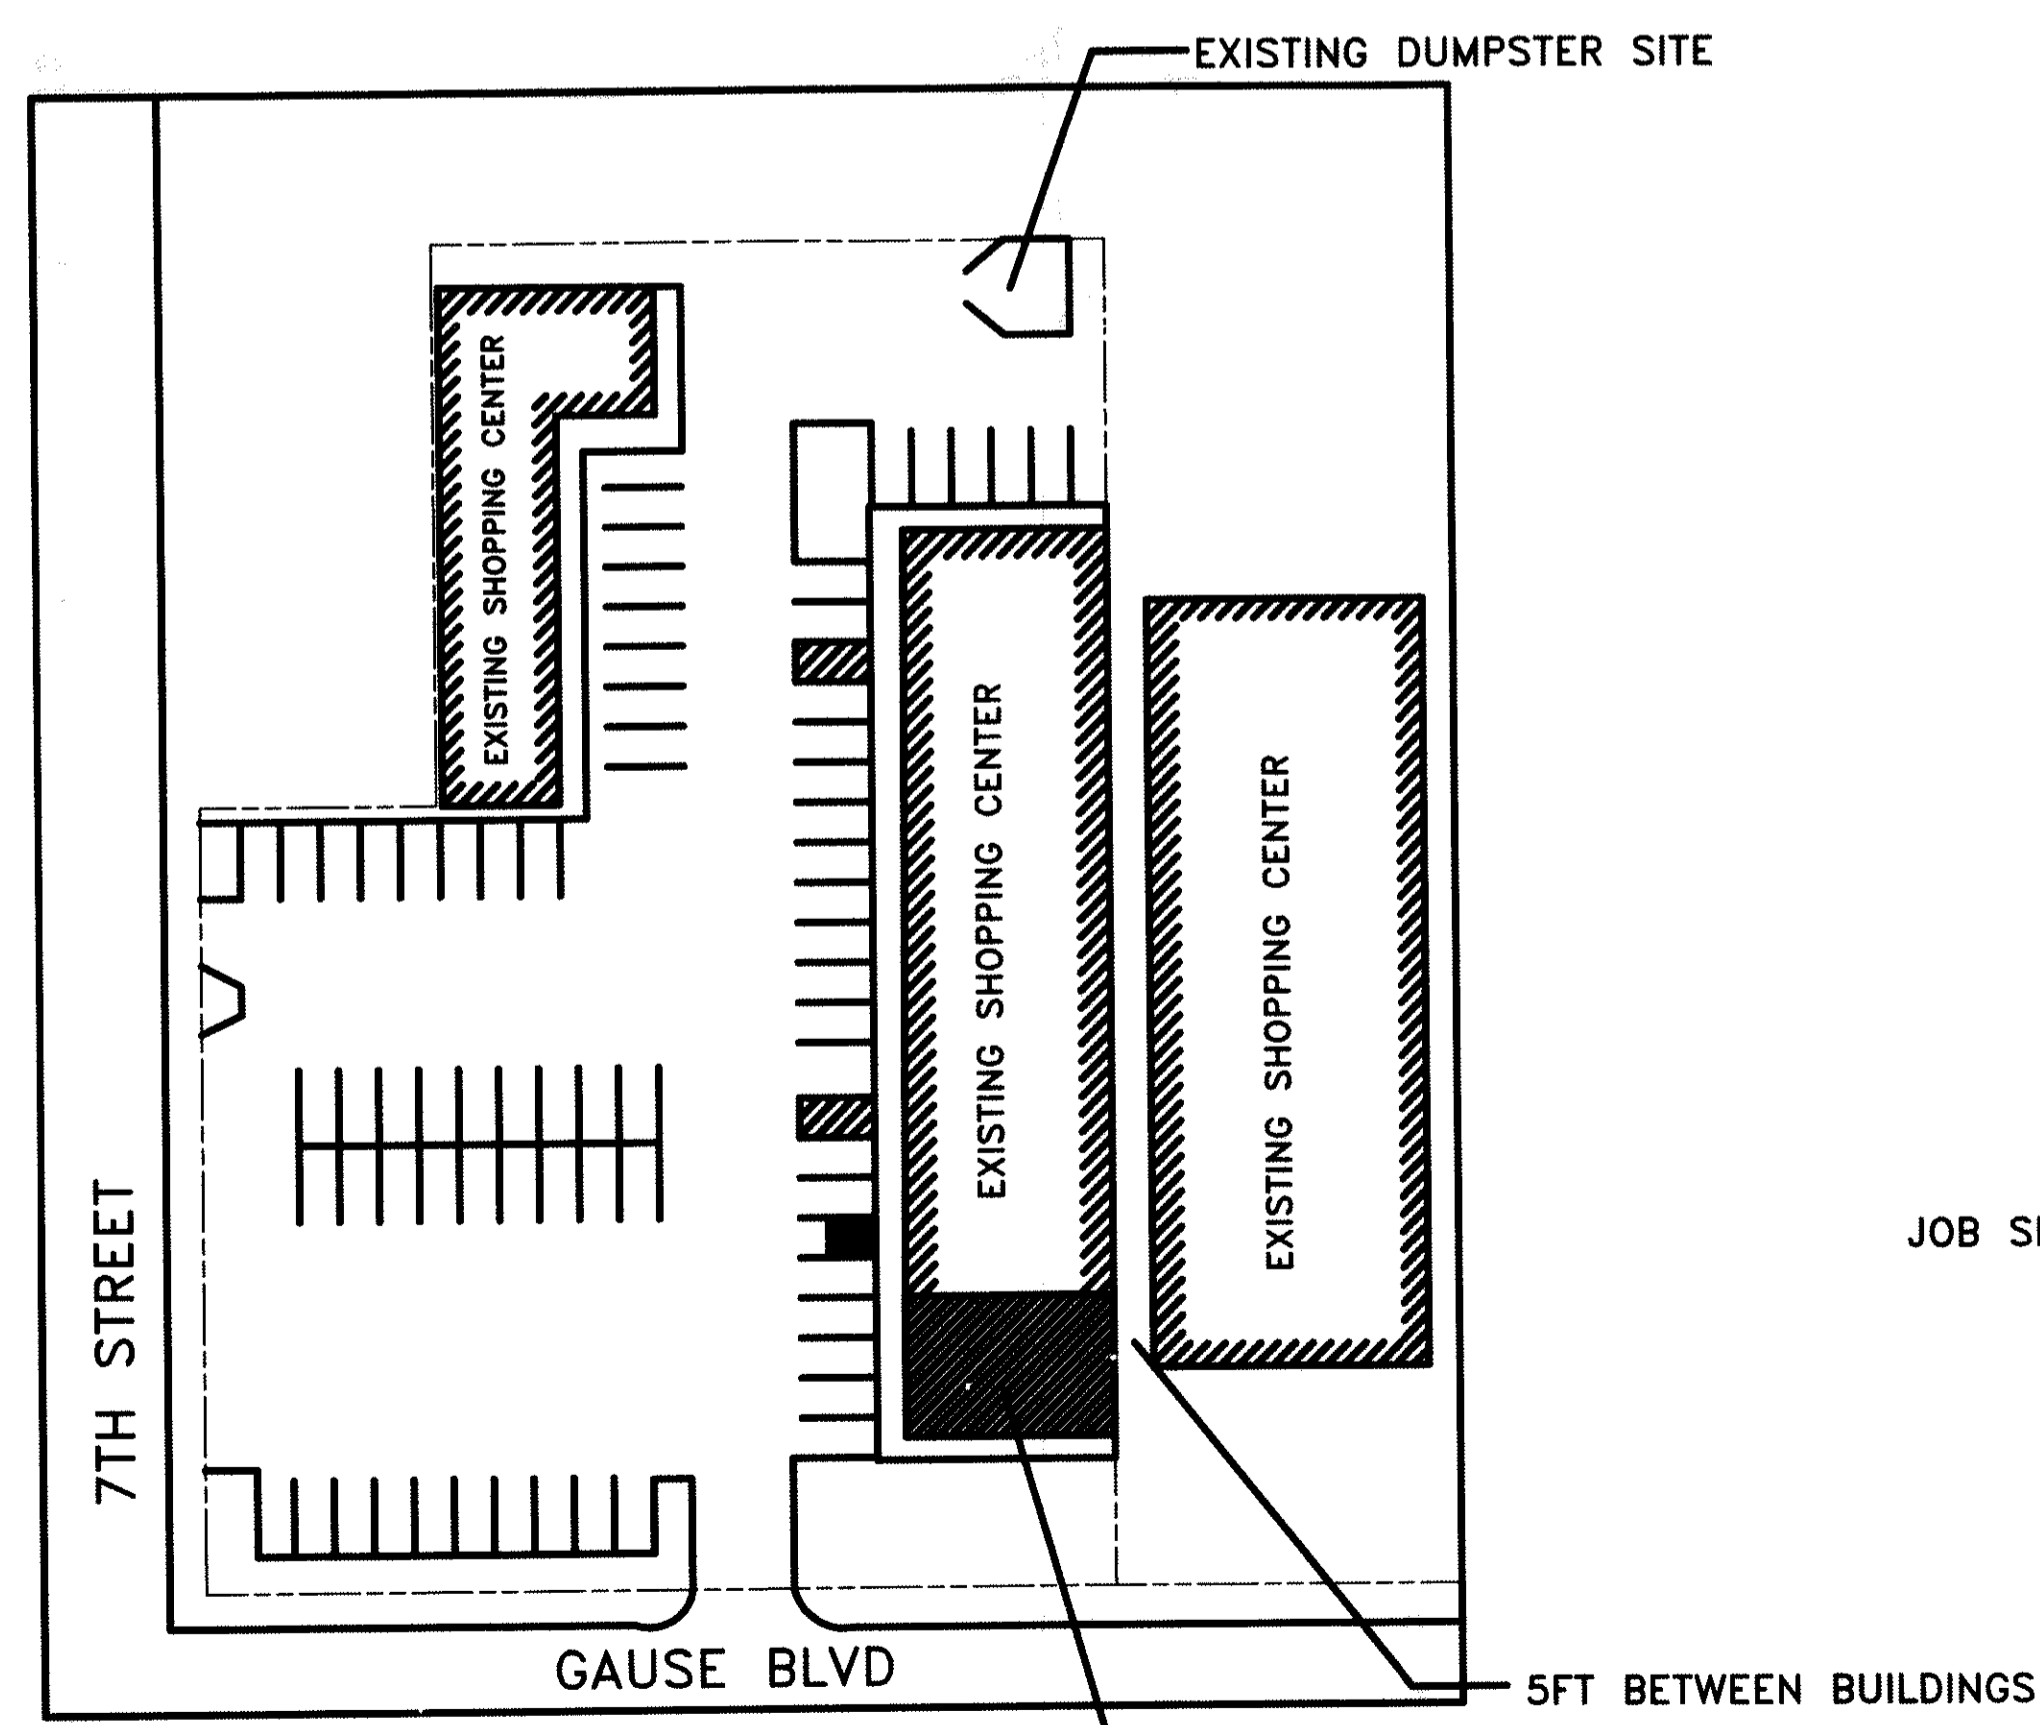 EXISTING DUMPSTER SITE
EXISTING SHOPPING CENTER
EXISTING SHOPPING CENTER
EXISTING SHOPPING CENTER
7TH STREET
JOB
GAUSE BLVD
5FT BETWEEN BUILDINGS